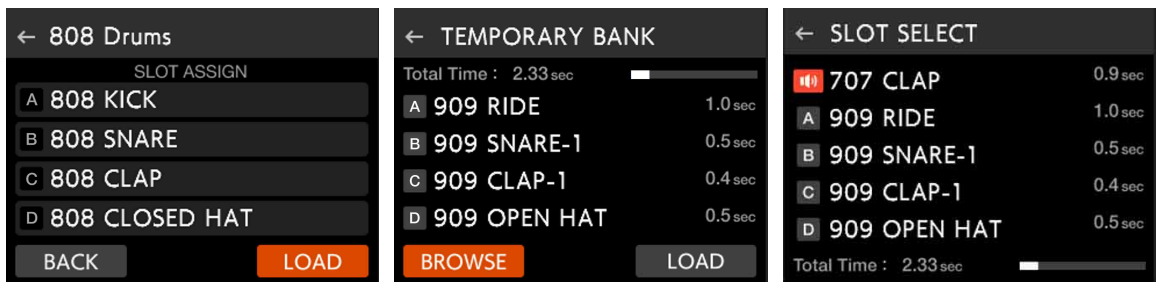 ← 808 Drums
SLOT ASSIGN
A 808 KICK
B 808 SNARE
C 808 CLAP
D 808 CLOSED HAT
BACK LOAD
← TEMPORARY BANK
Total Time : 2.33 sec
A 909 RIDE 1.0 sec
B 909 SNARE-1 0.5 sec
C 909 CLAP-1 0.4 sec
D 909 OPEN HAT 0.5 sec
BROWSE LOAD
← SLOT SELECT
707 CLAP 0.9 sec
A 909 RIDE 1.0 sec
B 909 SNARE-1 0.5 sec
C 909 CLAP-1 0.4 sec
D 909 OPEN HAT 0.5 sec
Total Time : 2.33 sec